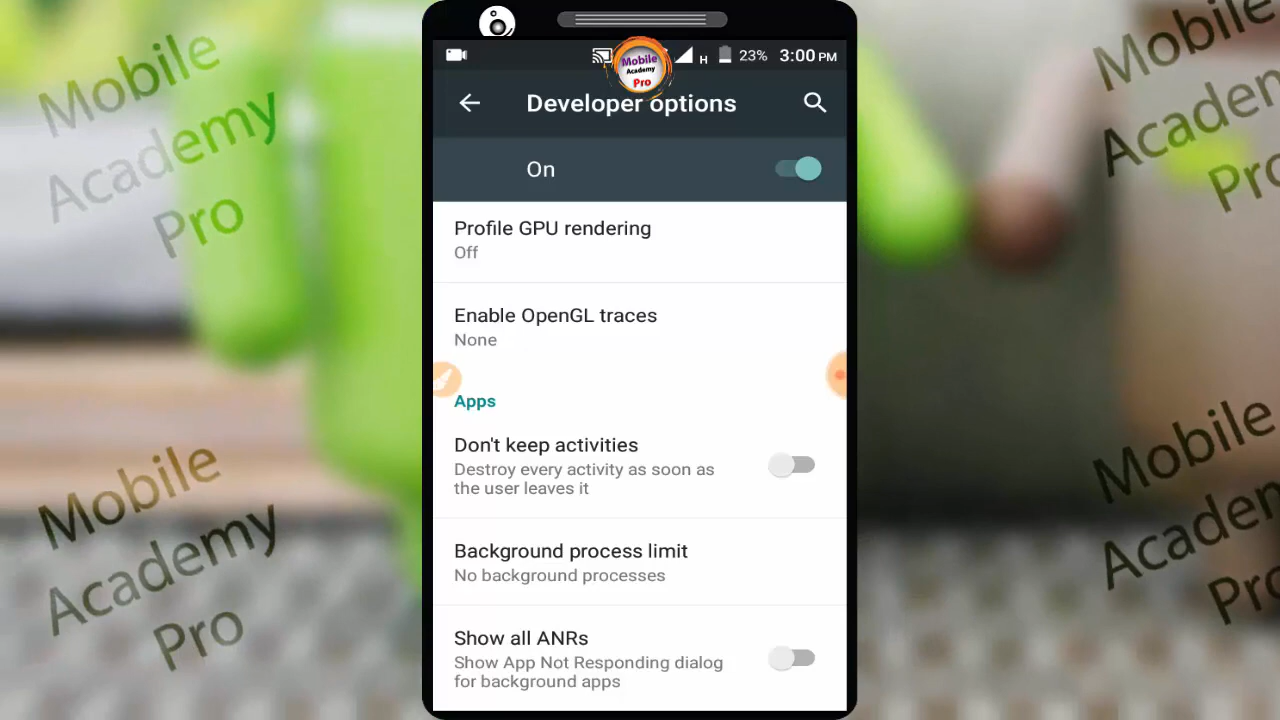 Mobile
Academy
Pro
Mobile
Academy
Pro
Mobile
Academy
Pro
Mobile
Academy
Pro
H
23%
3:00 PM
Mobile
Academy
Pro
Developer options
On
Profile GPU rendering
Off
Enable OpenGL traces
None
Apps
Don't keep activities
Destroy every activity as soon as
the user leaves it
Background process limit
No background processes
Show all ANRs
Show App Not Responding dialog
for background apps